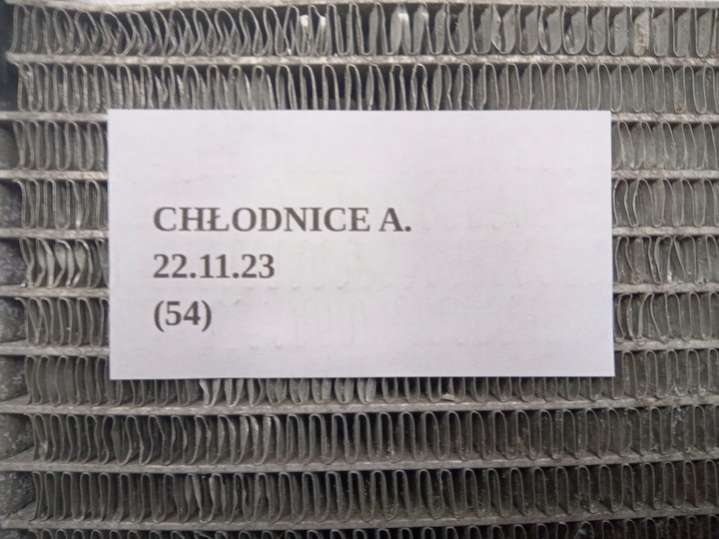 CHŁODNICE A.
22.11.23
(54)